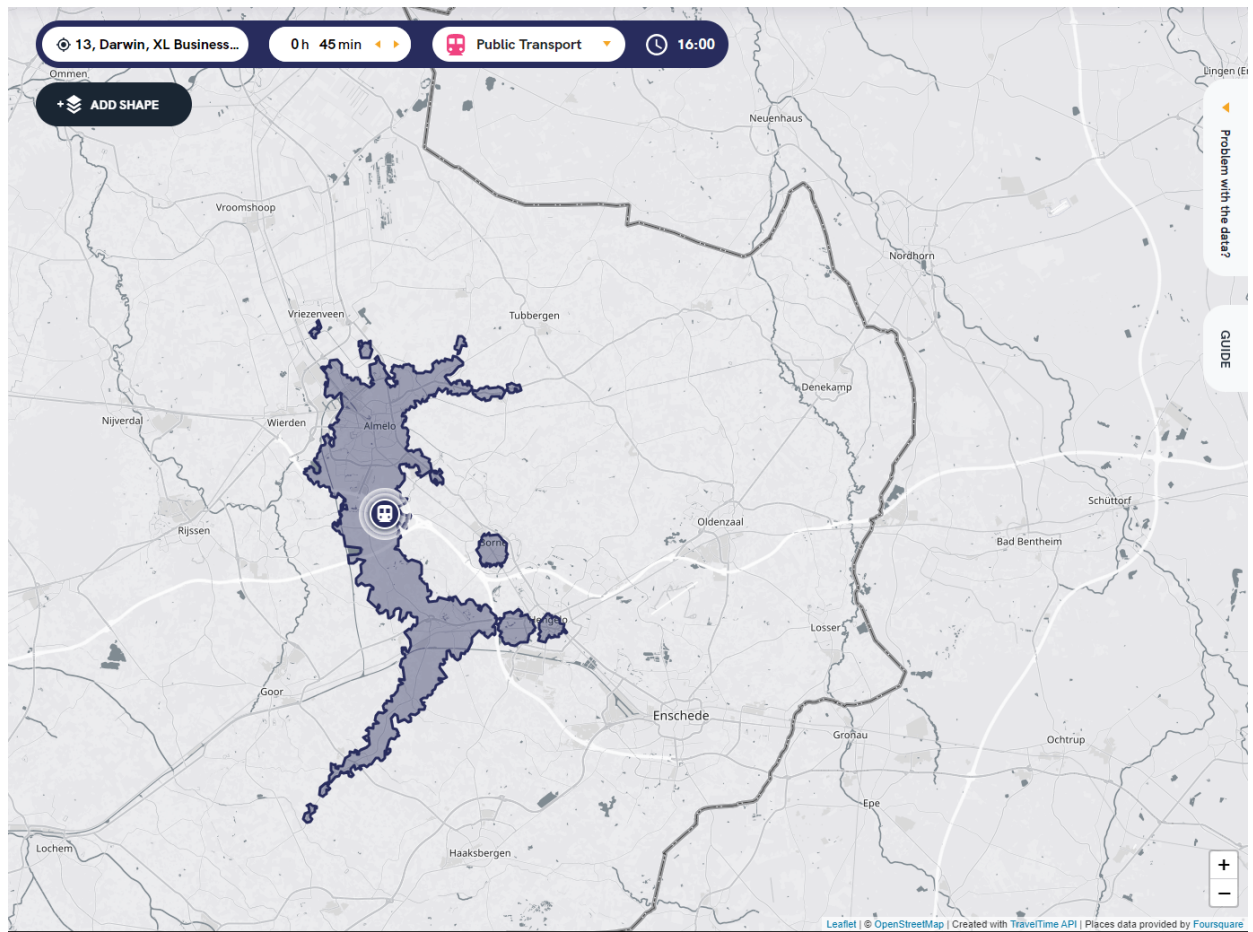 13, Darwin, XL Business...
0 h 45 min
Public Transport
16:00
Ommen
Lingen (Em
+ ADD SHAPE
Neuenhaus
Problem with the data?
Vroomshoop
Nordhorn
Vriezenveen
Tubbergen
GUIDE
Denekamp
Nijverdal
Wierden
Almelo
Schüttorf
Rijssen
Oldenzaal
Bad Bentheim
Borne
Hengelo
Losser
Goor
Enschede
Gronau
Ochtrup
Epe
Lochem
Haaksbergen
+
−
Leaflet | © OpenStreetMap | Created with TravelTime API | Places data provided by Foursquare